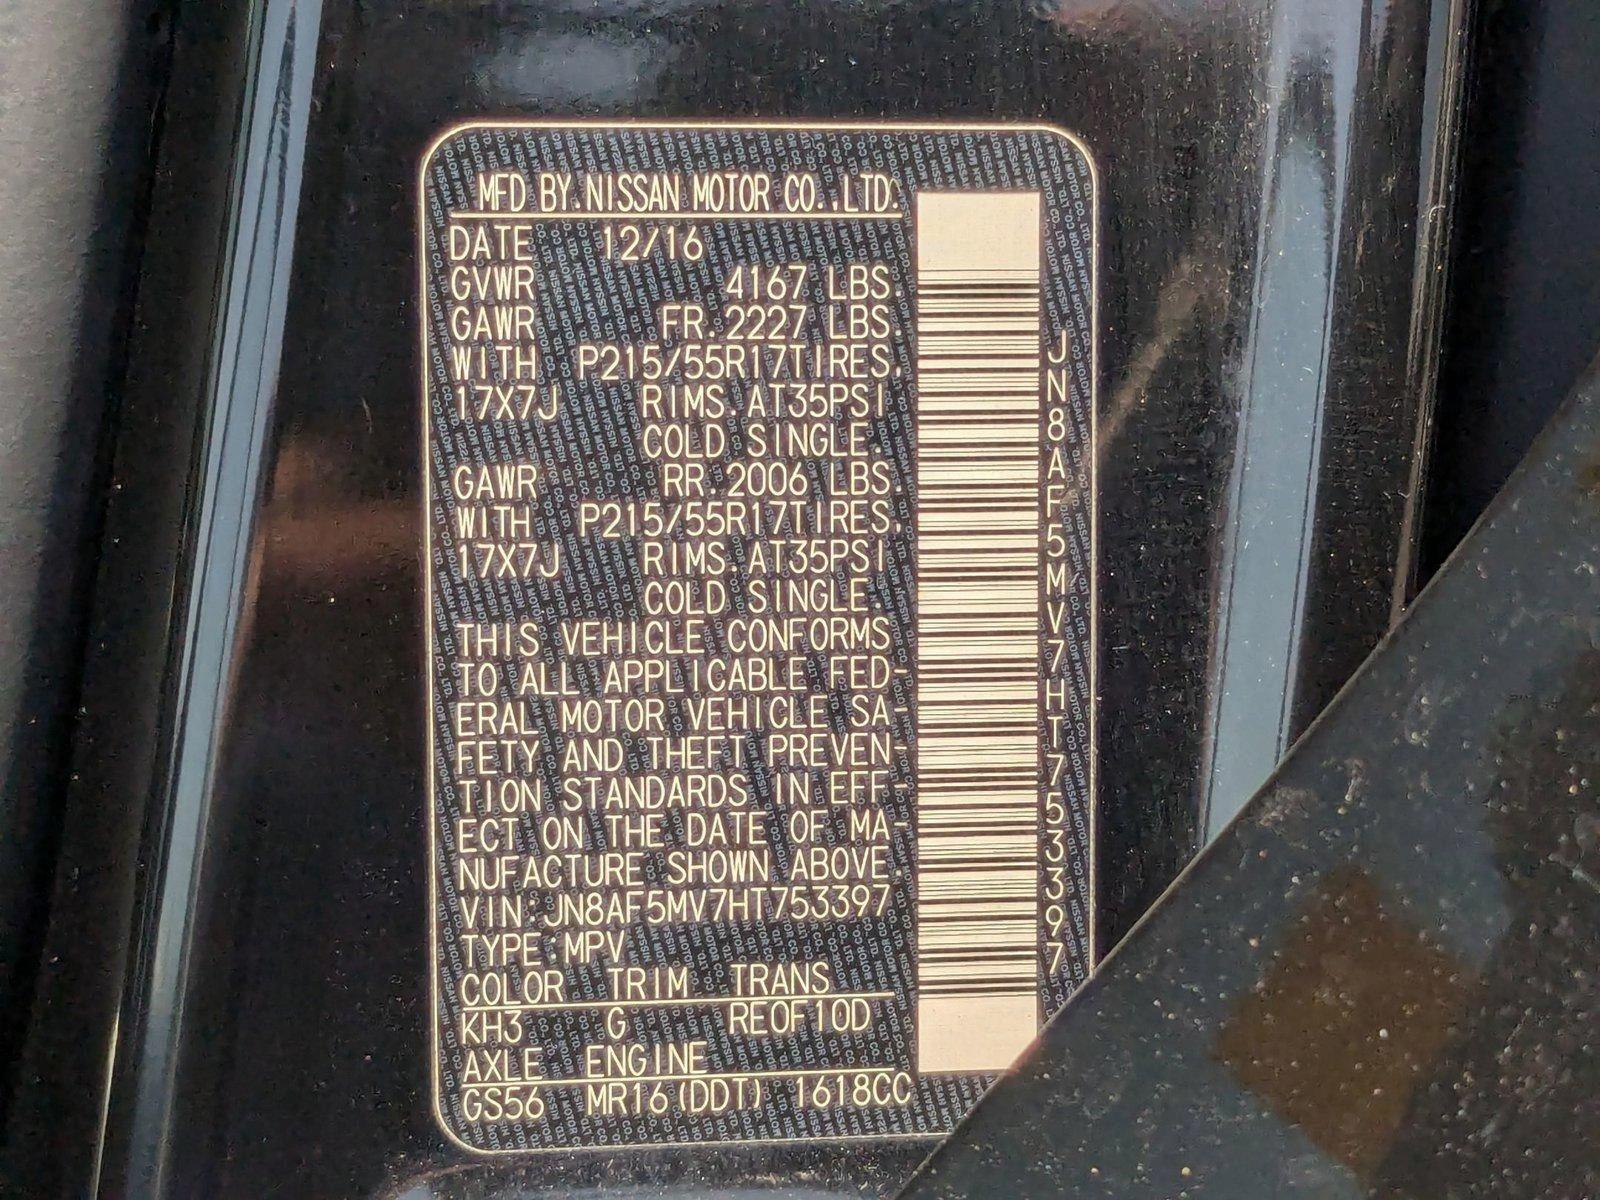 MFD BY.NISSAN MOTOR CO.,LTD.
DATE 12/16
GVWR 4167 LBS.
GAWR FR.2227 LBS.
WITH P215/55R17TIRES.
17X7J RIMS.AT35PSI
COLD SINGLE.
GAWR RR.2006 LBS.
WITH P215/55R17TIRES.
17X7J RIMS.AT35PSI
COLD SINGLE.
THIS VEHICLE CONFORMS
TO ALL APPLICABLE FED-
ERAL MOTOR VEHICLE SA-
FETY AND THEFT PREVEN-
TION STANDARDS IN EFF-
ECT ON THE DATE OF MA-
NUFACTURE SHOWN ABOVE
VIN:JN8AF5MV7HT753397
TYPE:MPV
COLOR TRIM TRANS
KH3 G RE0F10D
AXLE ENGINE
GS56 MR16(DDT) 1618CC
JN8AF5MV7HT753397